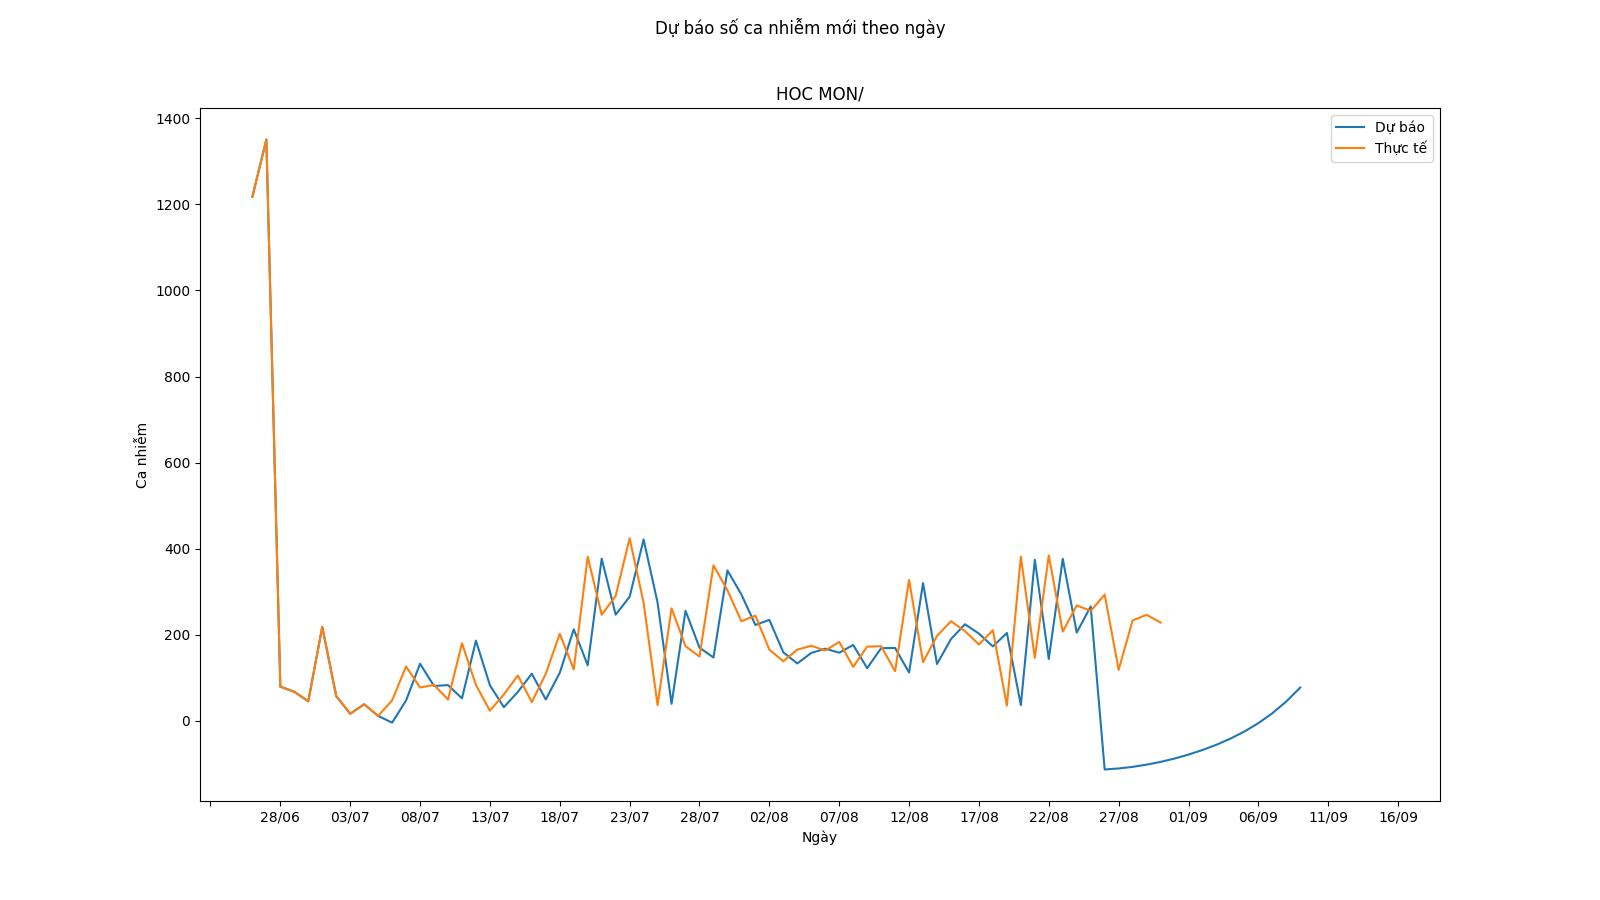 Dự báo số ca nhiễm mới theo ngày
HOC MON/
Dự báo
Thực tế
1400
1200
1000
800
600
400
200
0
Ca nhiễm
28/06 03/07 08/07 13/07 18/07 23/07 28/07 02/08 07/08 12/08 17/08 22/08 27/08 01/09 06/09 11/09 16/09
Ngày